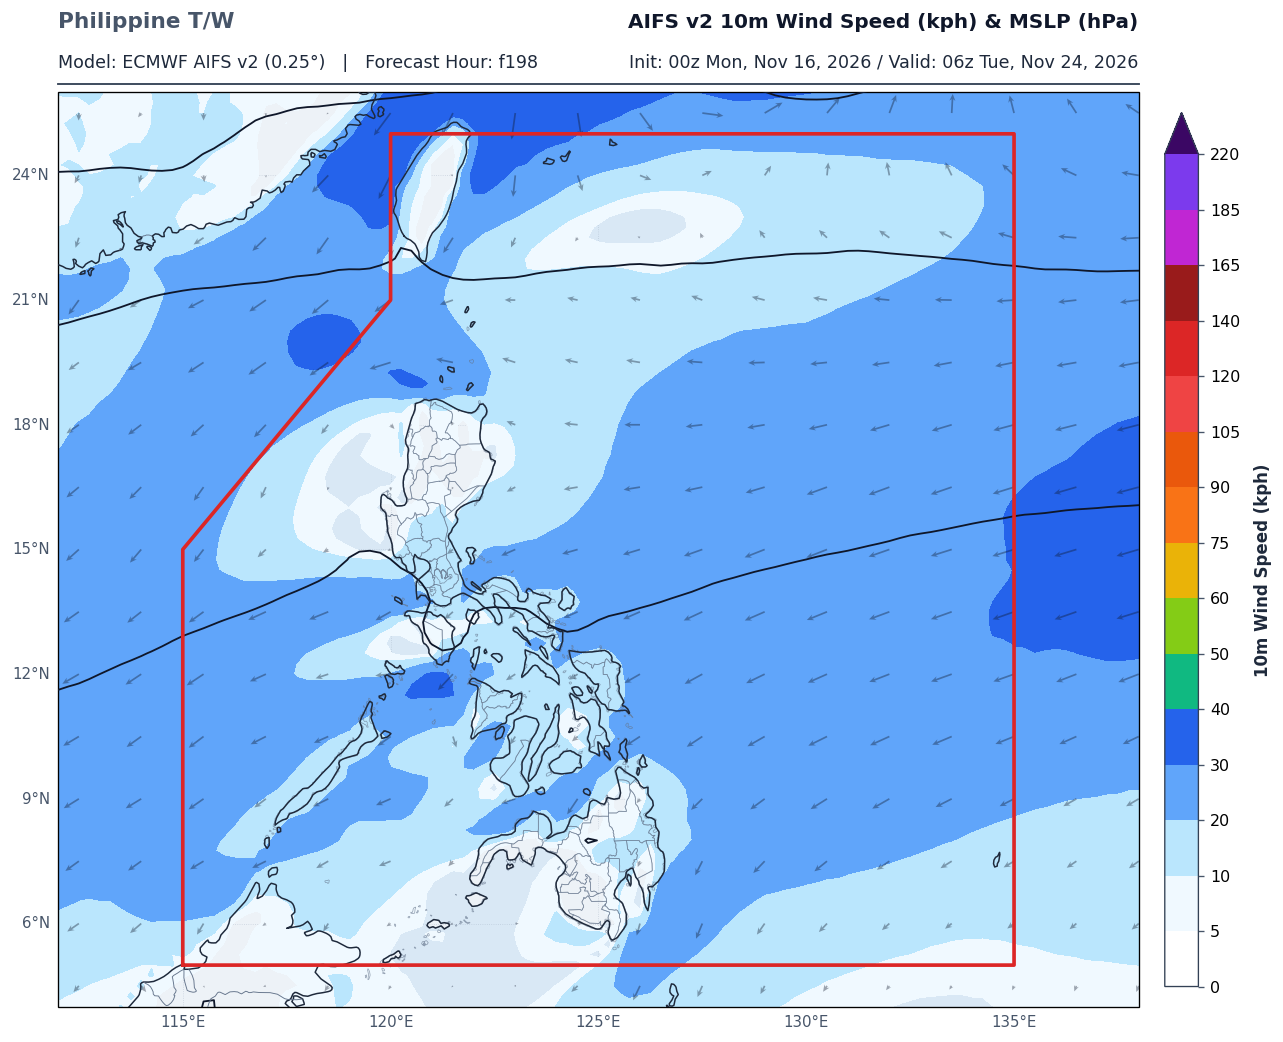 Philippine T/W
AIFS v2 10m Wind Speed (kph) & MSLP (hPa)
Model: ECMWF AIFS v2 (0.25°) | Forecast Hour: f198
Init: 00z Mon, Nov 16, 2026 / Valid: 06z Tue, Nov 24, 2026
24°N
21°N
18°N
15°N
12°N
9°N
6°N
115°E
120°E
125°E
130°E
135°E
220
185
165
140
120
105
90
75
60
50
40
30
20
10
5
0
10m Wind Speed (kph)